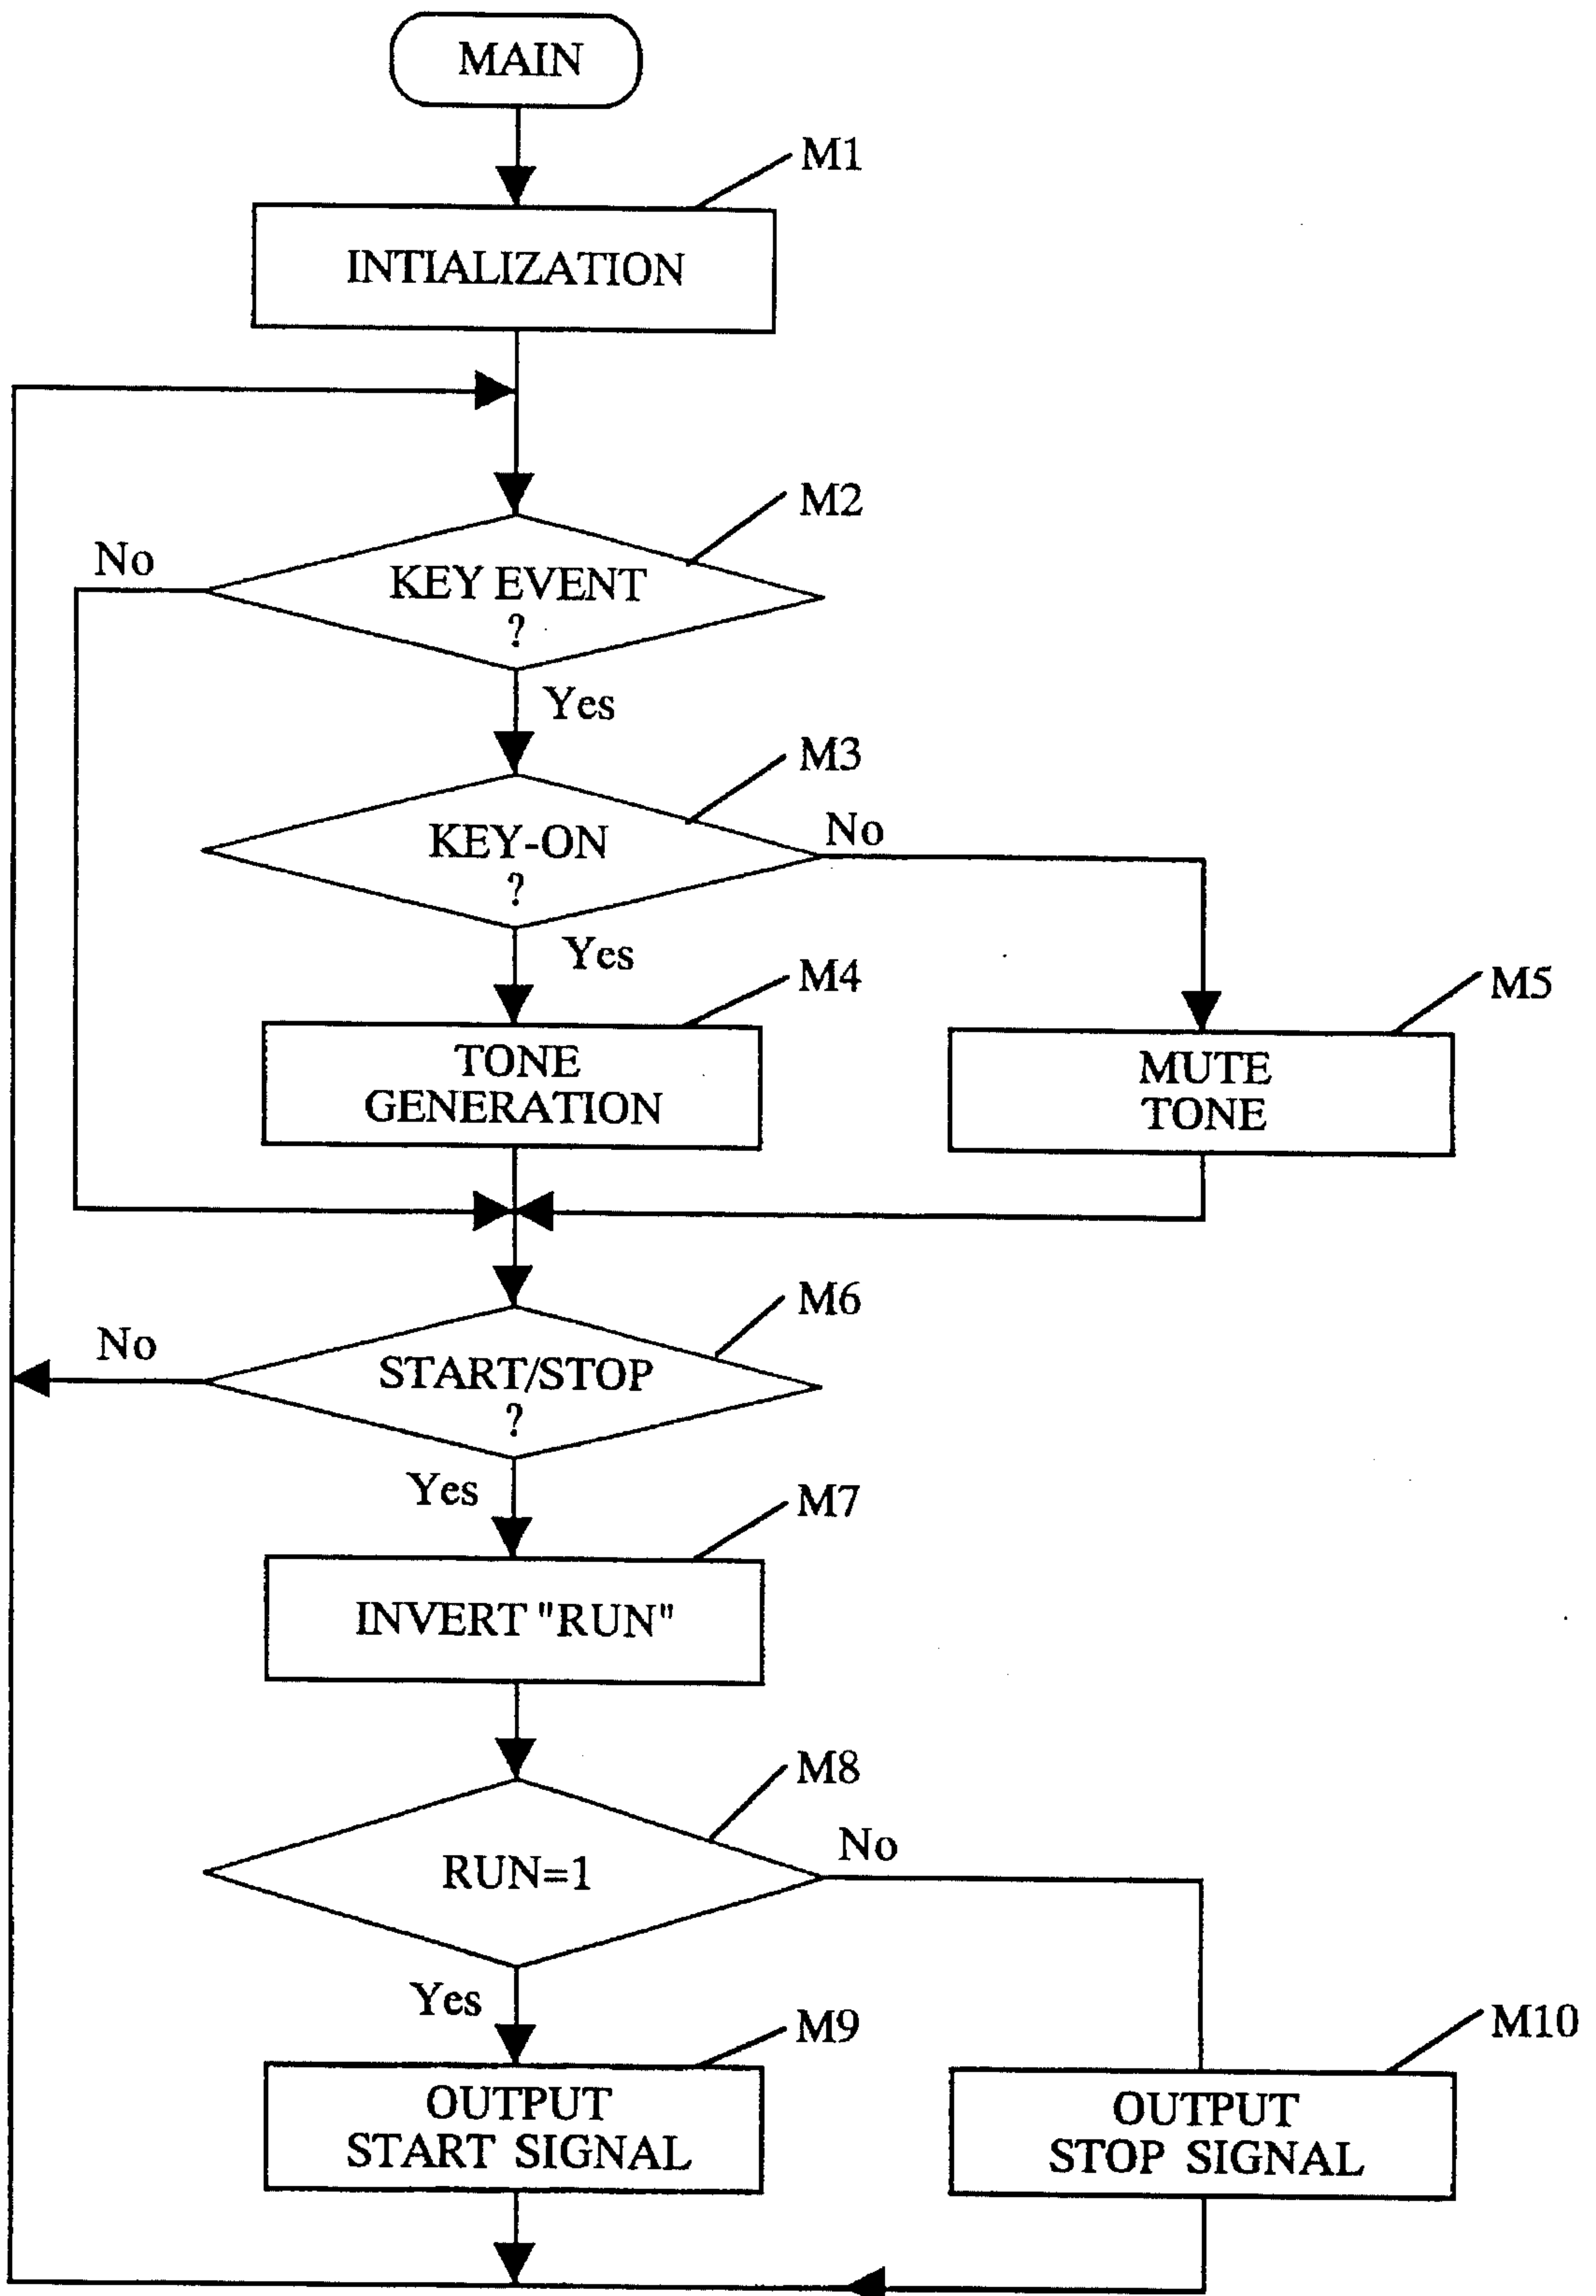 MAIN
M1
INTIALIZATION
M2
No
KEY EVENT
?
Yes
M3
KEY-ON
?
No
Yes
M4
TONE
GENERATION
M5
MUTE
TONE
M6
No
START/STOP
?
Yes
M7
INVERT "RUN"
M8
RUN=1
No
Yes
M9
OUTPUT
START SIGNAL
M10
OUTPUT
STOP SIGNAL